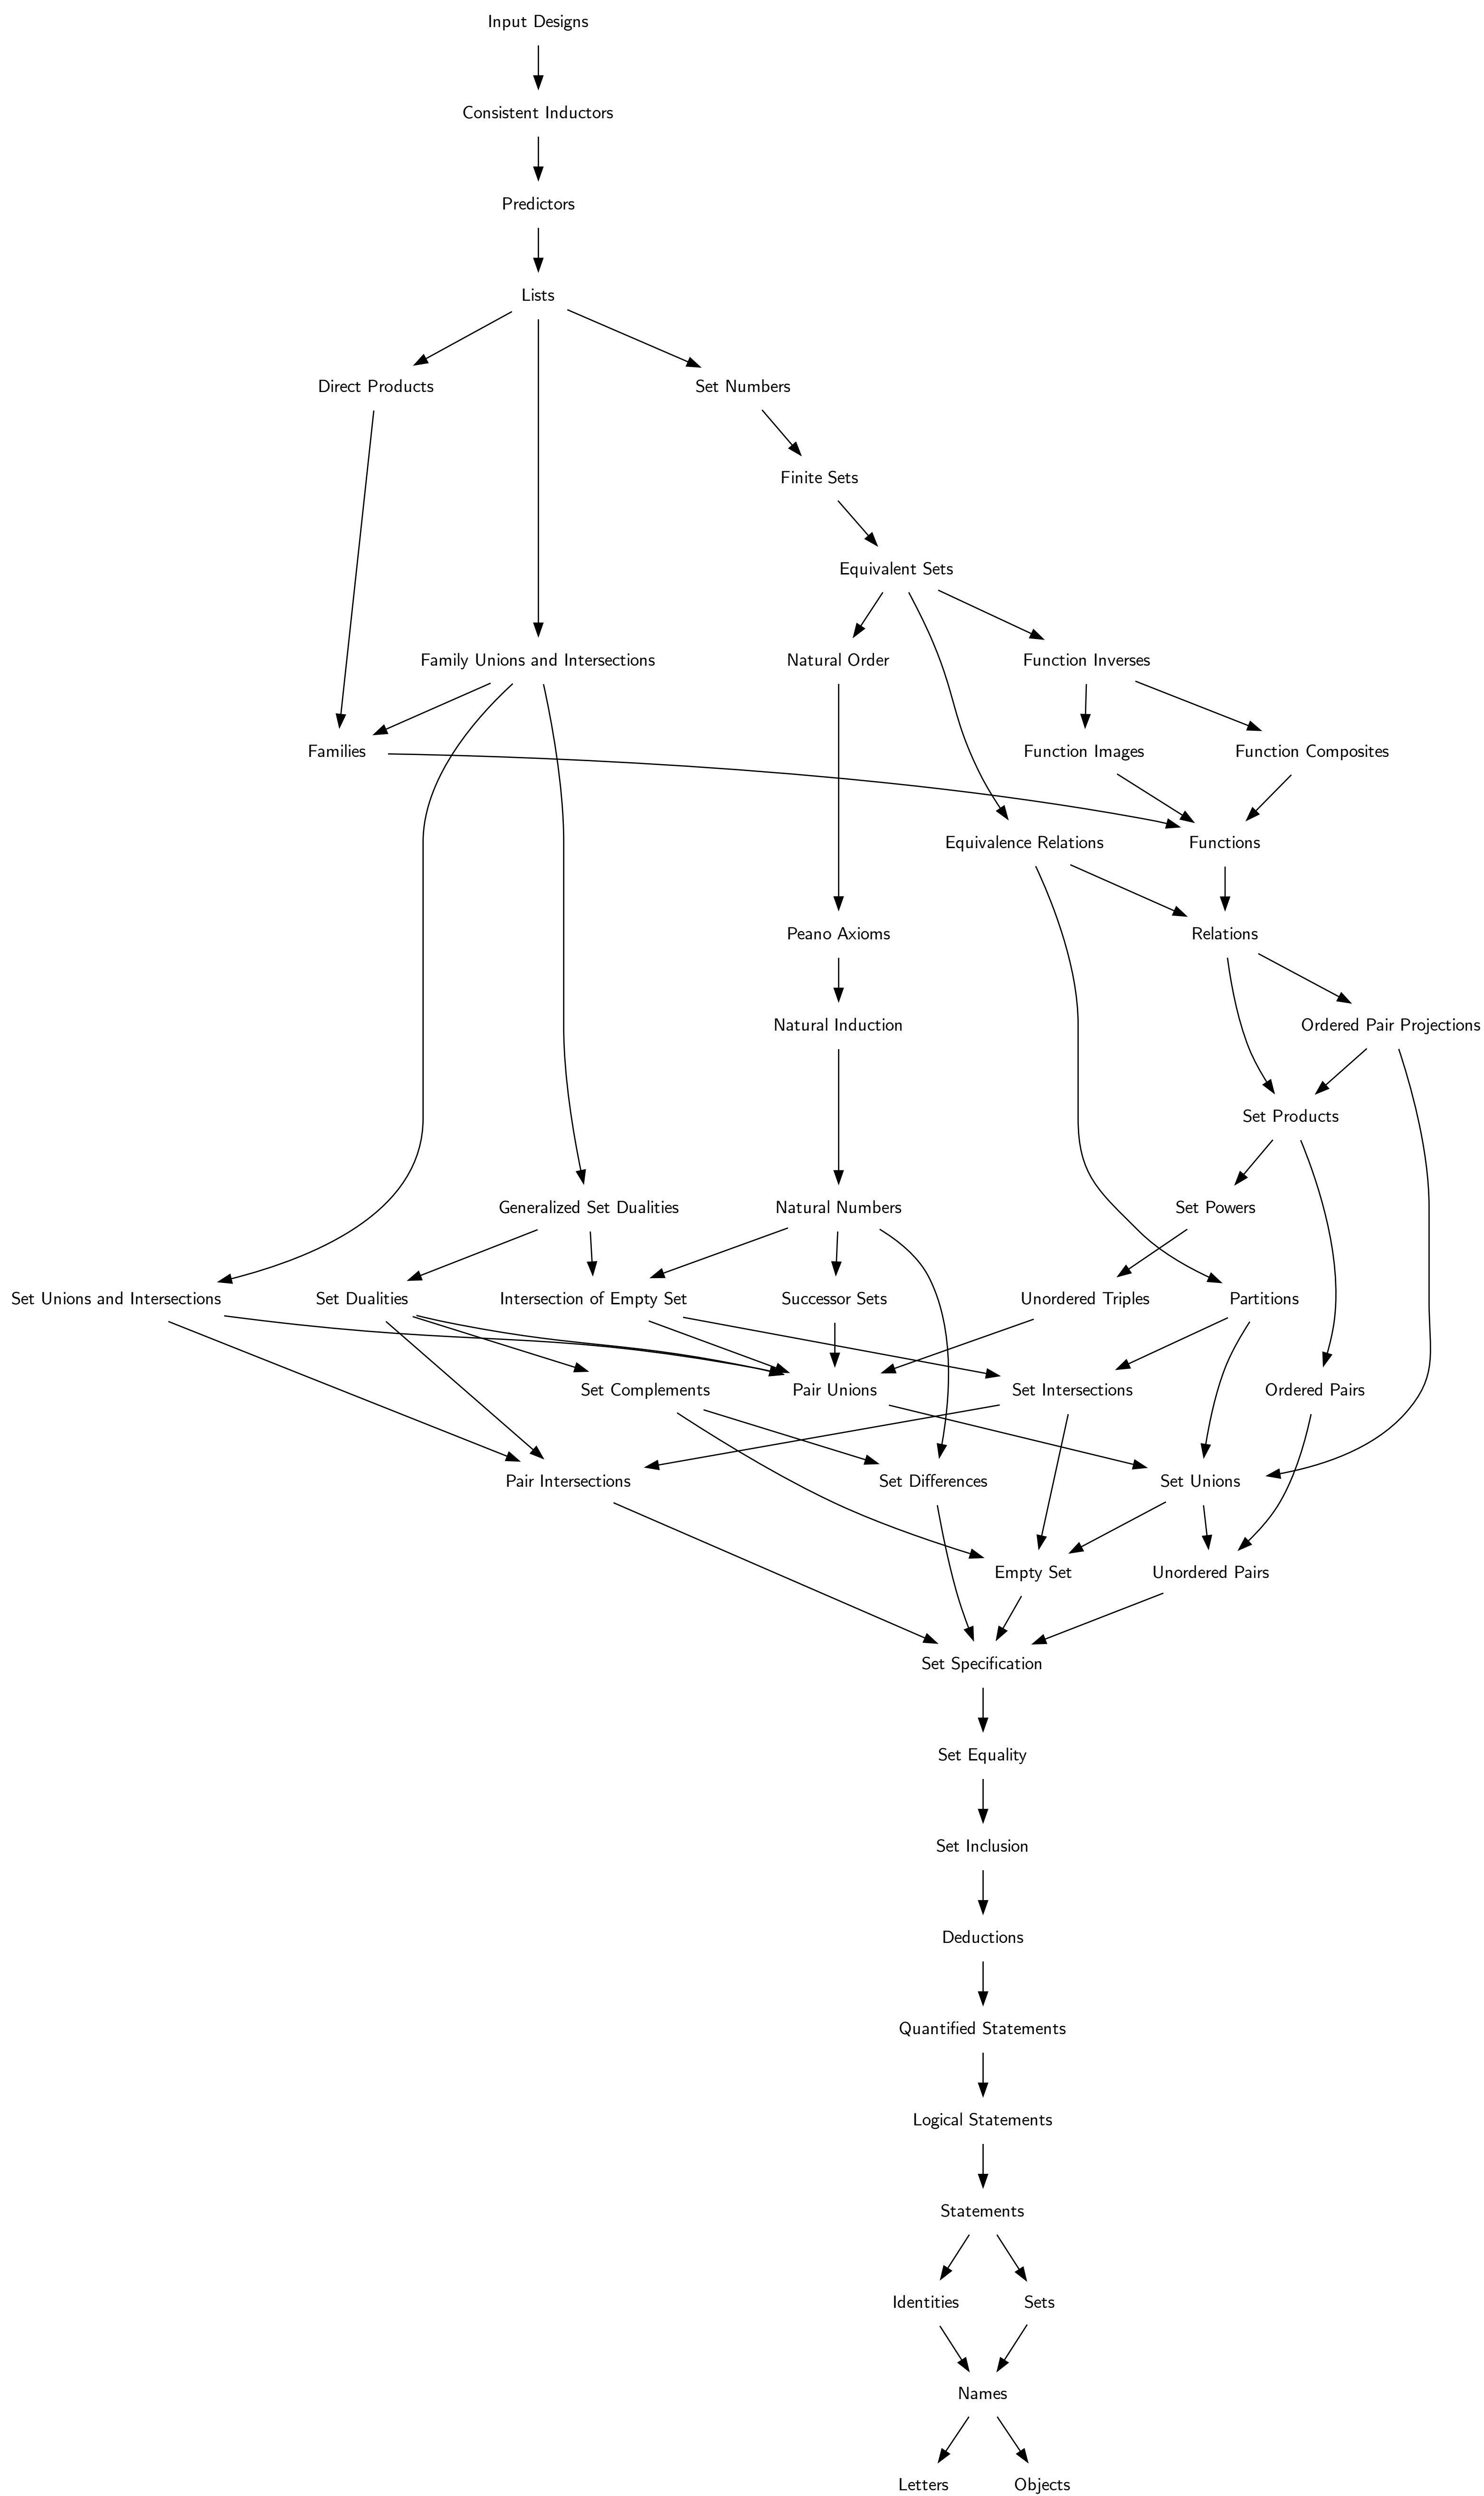 Input Designs
Consistent Inductors
Predictors
Lists
Direct Products
Set Numbers
Finite Sets
Equivalent Sets
Family Unions and Intersections
Natural Order
Function Inverses
Families
Function Images
Function Composites
Equivalence Relations
Functions
Peano Axioms
Relations
Natural Induction
Ordered Pair Projections
Set Products
Generalized Set Dualities
Natural Numbers
Set Powers
Set Unions and Intersections
Set Dualities
Intersection of Empty Set
Successor Sets
Unordered Triples
Partitions
Set Complements
Pair Unions
Set Intersections
Ordered Pairs
Pair Intersections
Set Differences
Set Unions
Empty Set
Unordered Pairs
Set Specification
Set Equality
Set Inclusion
Deductions
Quantified Statements
Logical Statements
Statements
Identities
Sets
Names
Letters
Objects